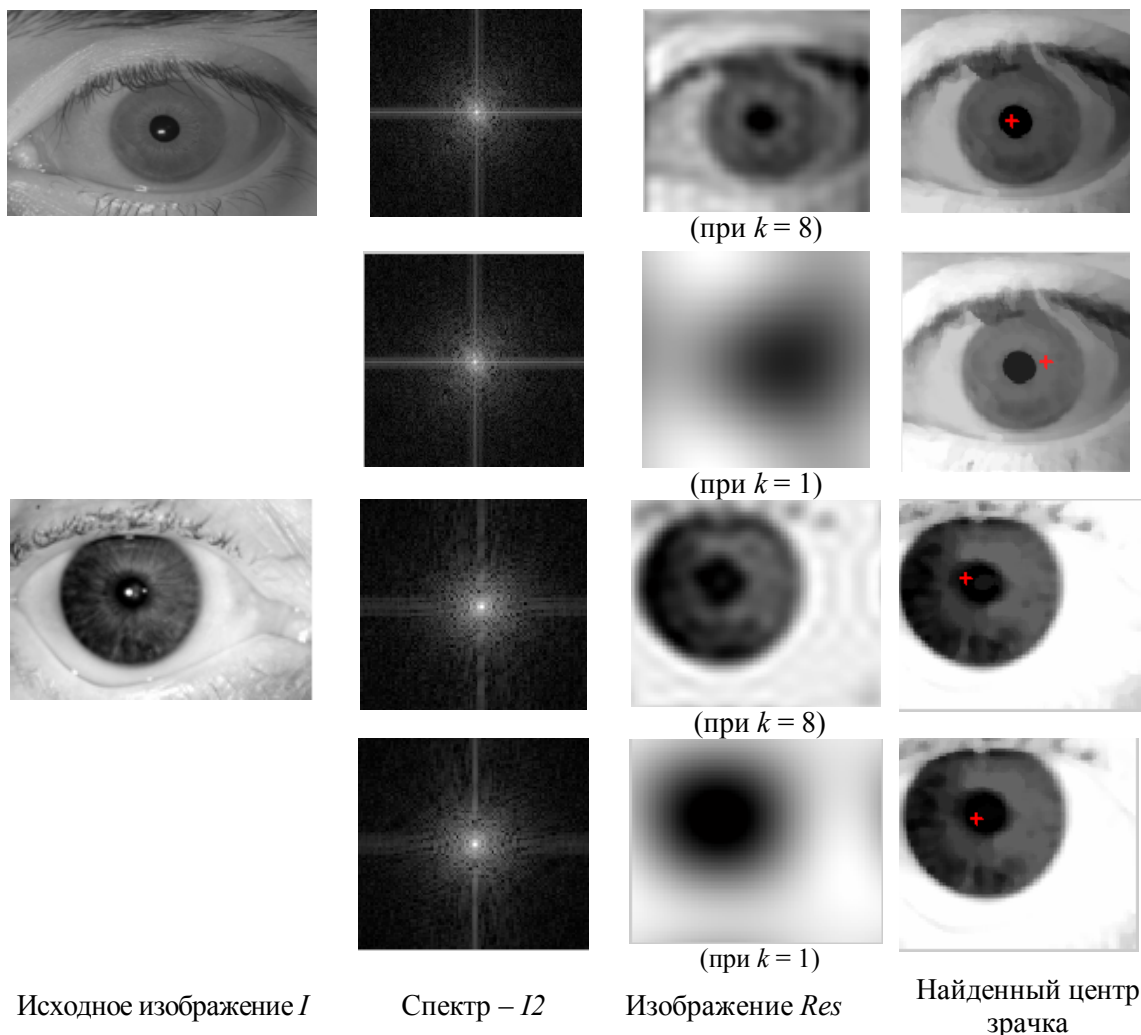 (при k = 8)
(при k = 1)
(при k = 8)
(при k = 1)
Исходное изображение I
Спектр – I2
Изображение Res
Найденный центр
зрачка